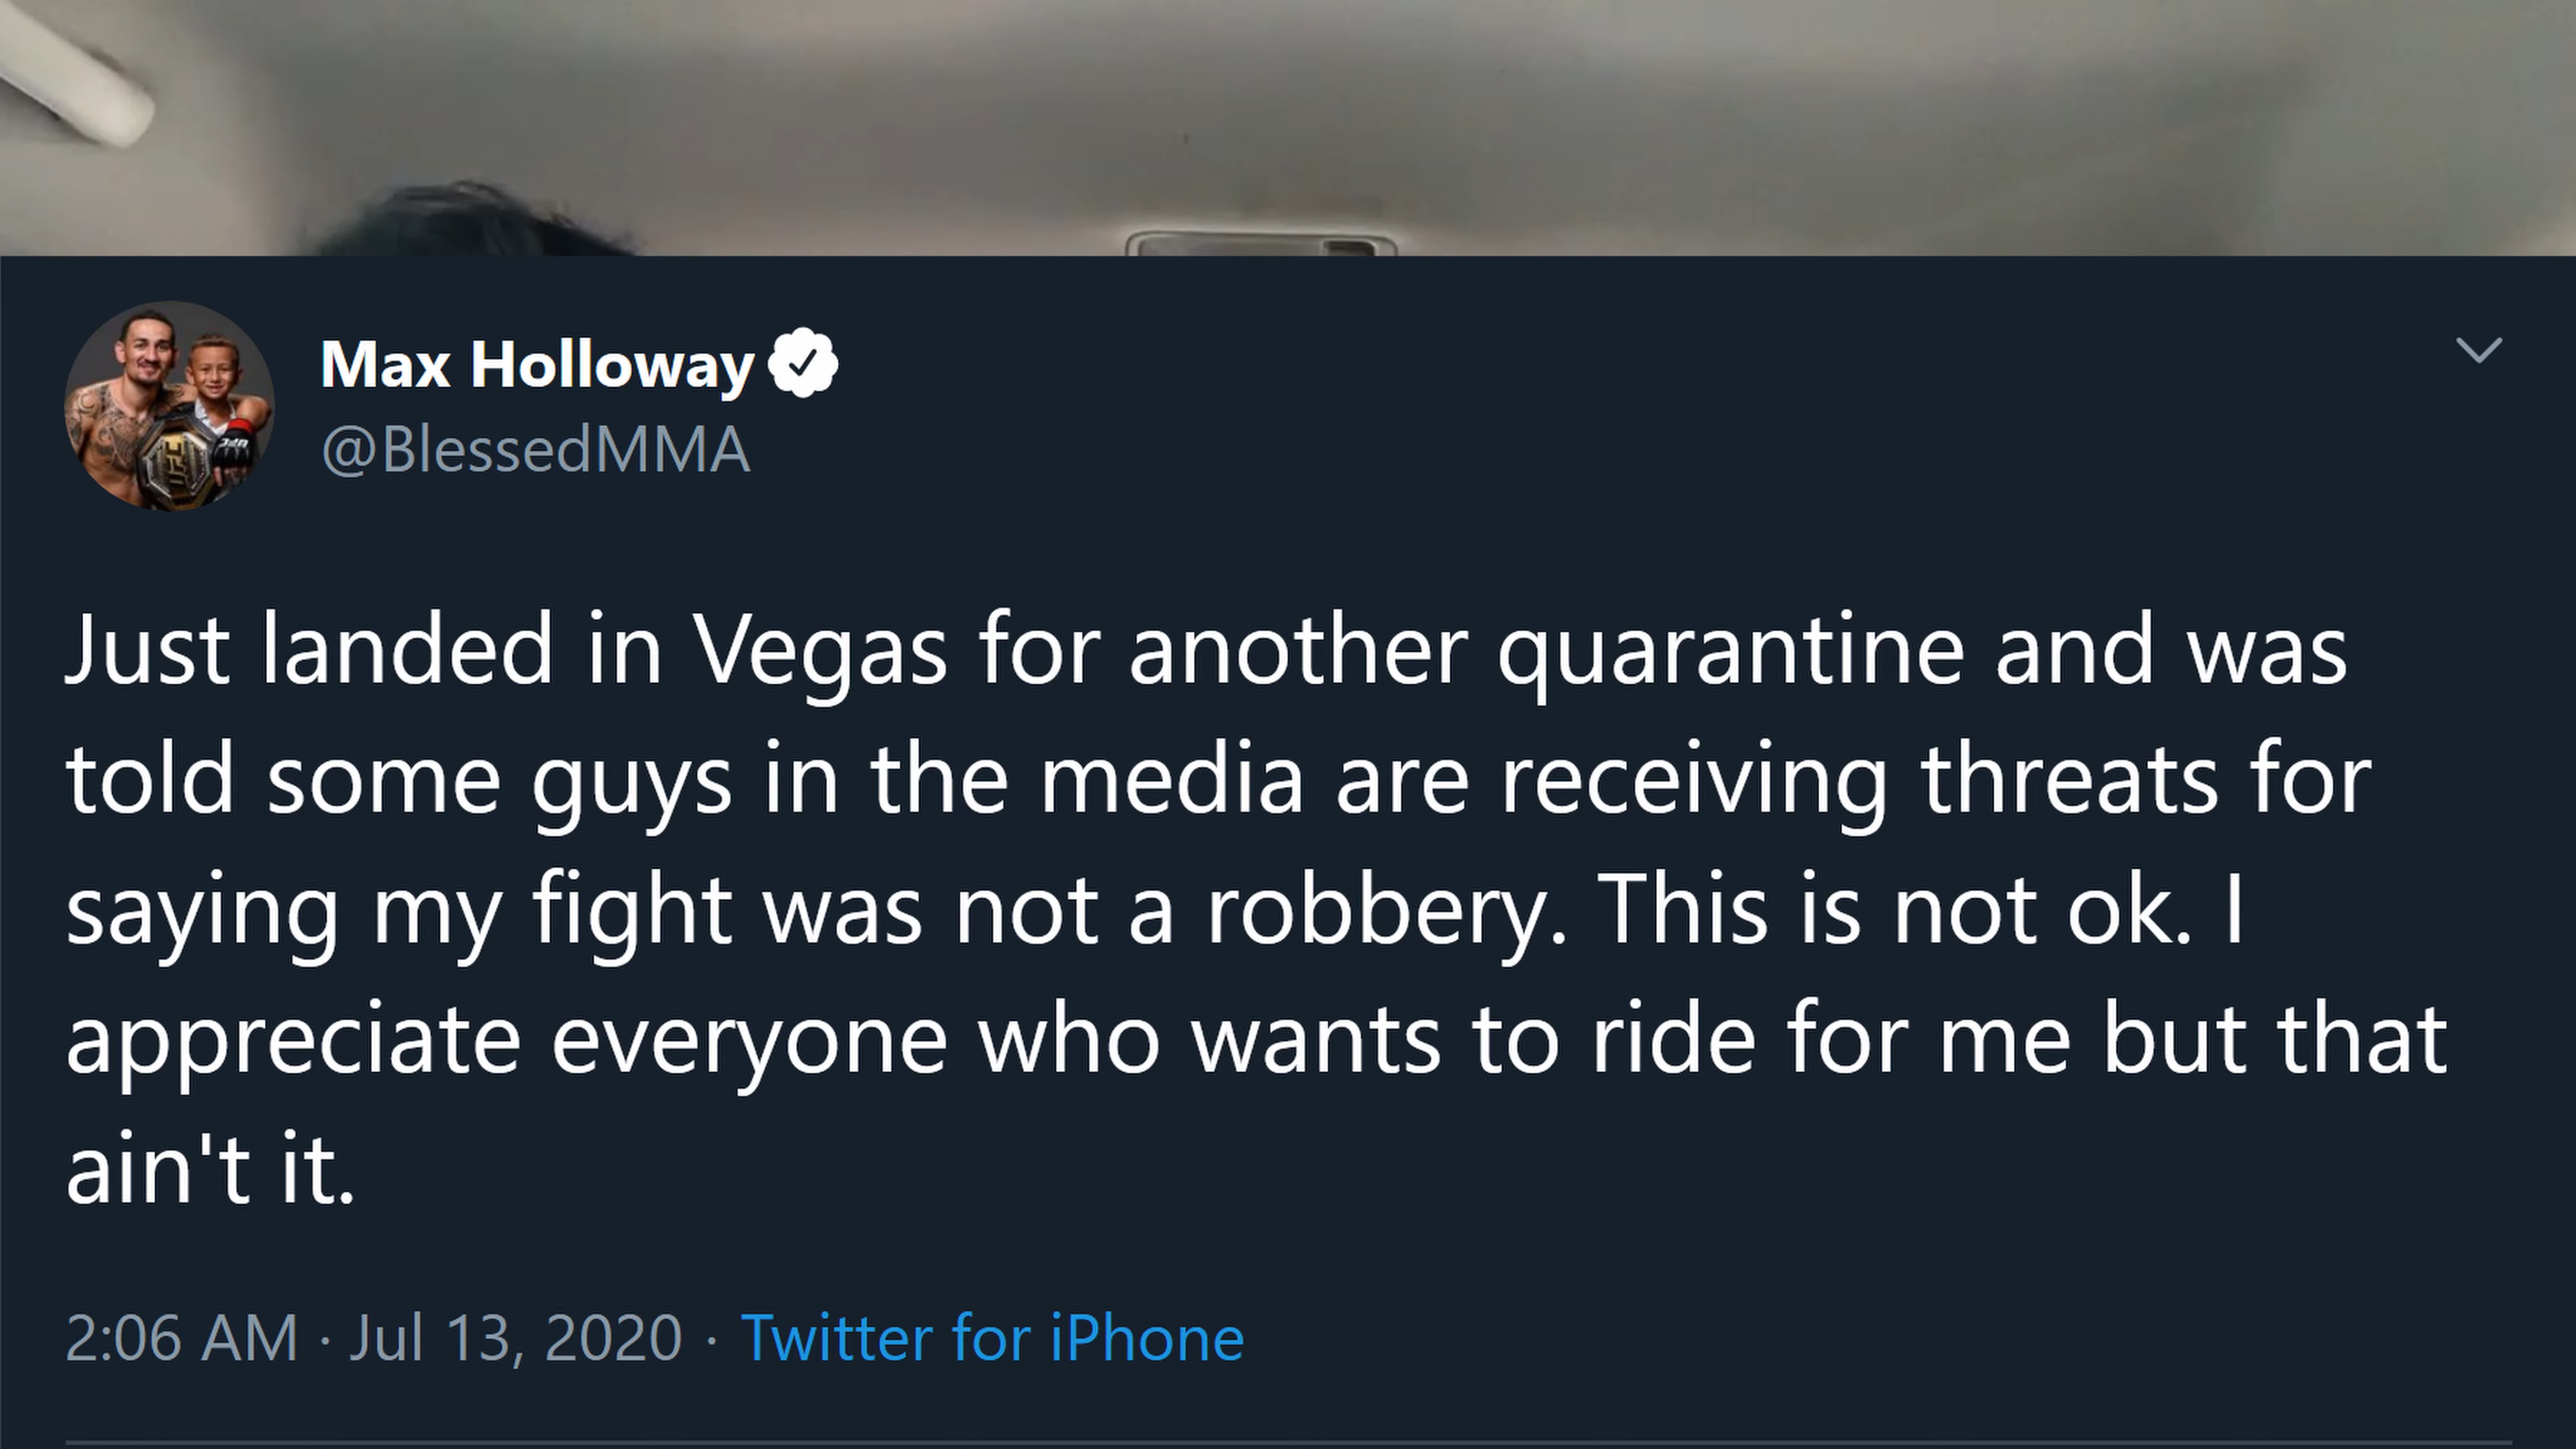 Max Holloway
@BlessedMMA
UFC
Just landed in Vegas for another quarantine and was
told some guys in the media are receiving threats for
saying my fight was not a robbery. This is not ok. I
appreciate everyone who wants to ride for me but that
ain't it.
2:06 AM · Jul 13, 2020 · Twitter for iPhone